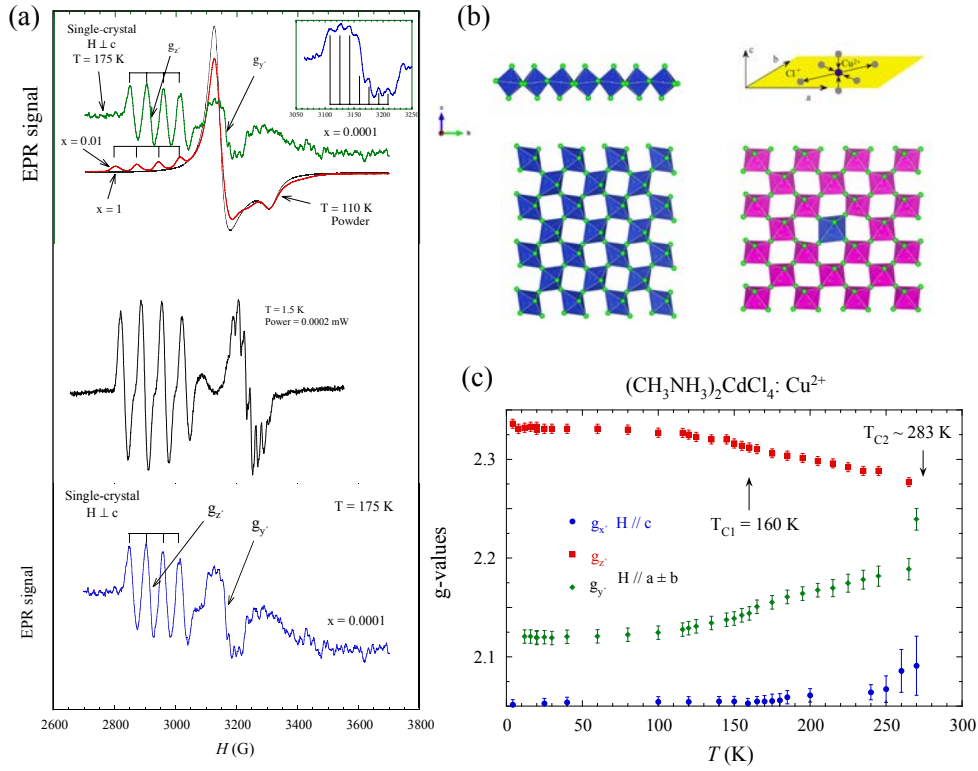 (a)
Single-crystal
H ⊥ c
T = 175 K
g_z´
g_y´
3050 3100 3150 3200 3250
x = 0.0001
x = 0.01
x = 1
T = 110 K
Powder
EPR signal
T = 1.5 K
Power = 0.0002 mW
Single-crystal
H ⊥ c
T = 175 K
g_z´
g_y´
x = 0.0001
EPR signal
2600 2800 3000 3200 3400 3600 3800
H (G)
(b)
c
b
a
Cu²⁺
(c)
(CH₃NH₃)₂CdCl₄: Cu²⁺
T_C2 ~ 283 K
T_C1 = 160 K
g_x´ H // c
g_z´
g_y´ H // a ± b
g-values
2.3
2.2
2.1
0 50 100 150 200 250 300
T (K)